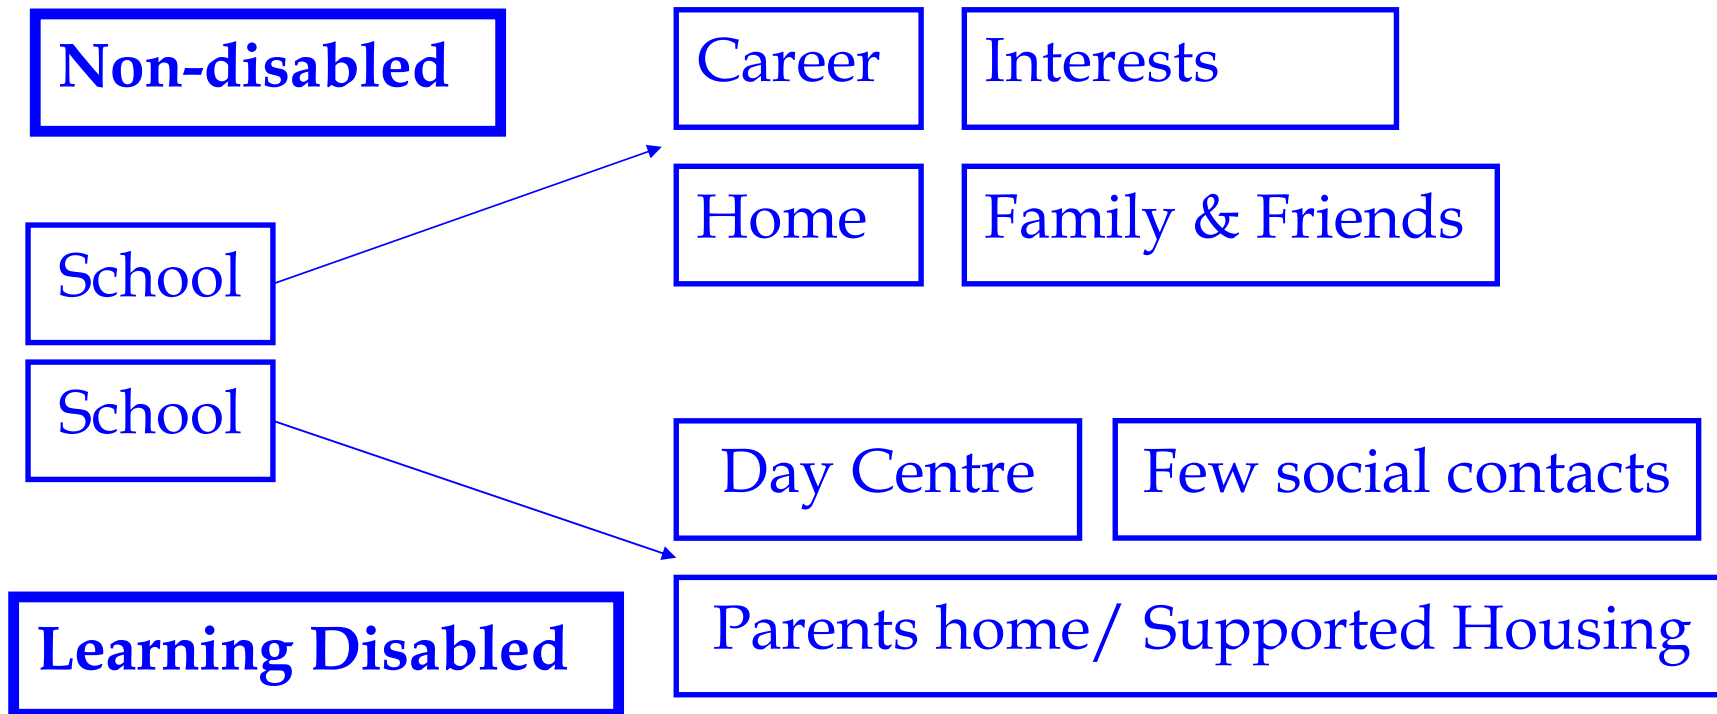 Non-disabled
Career
Interests
Home
Family & Friends
School
School
Day Centre
Few social contacts
Parents home/ Supported Housing
Learning Disabled